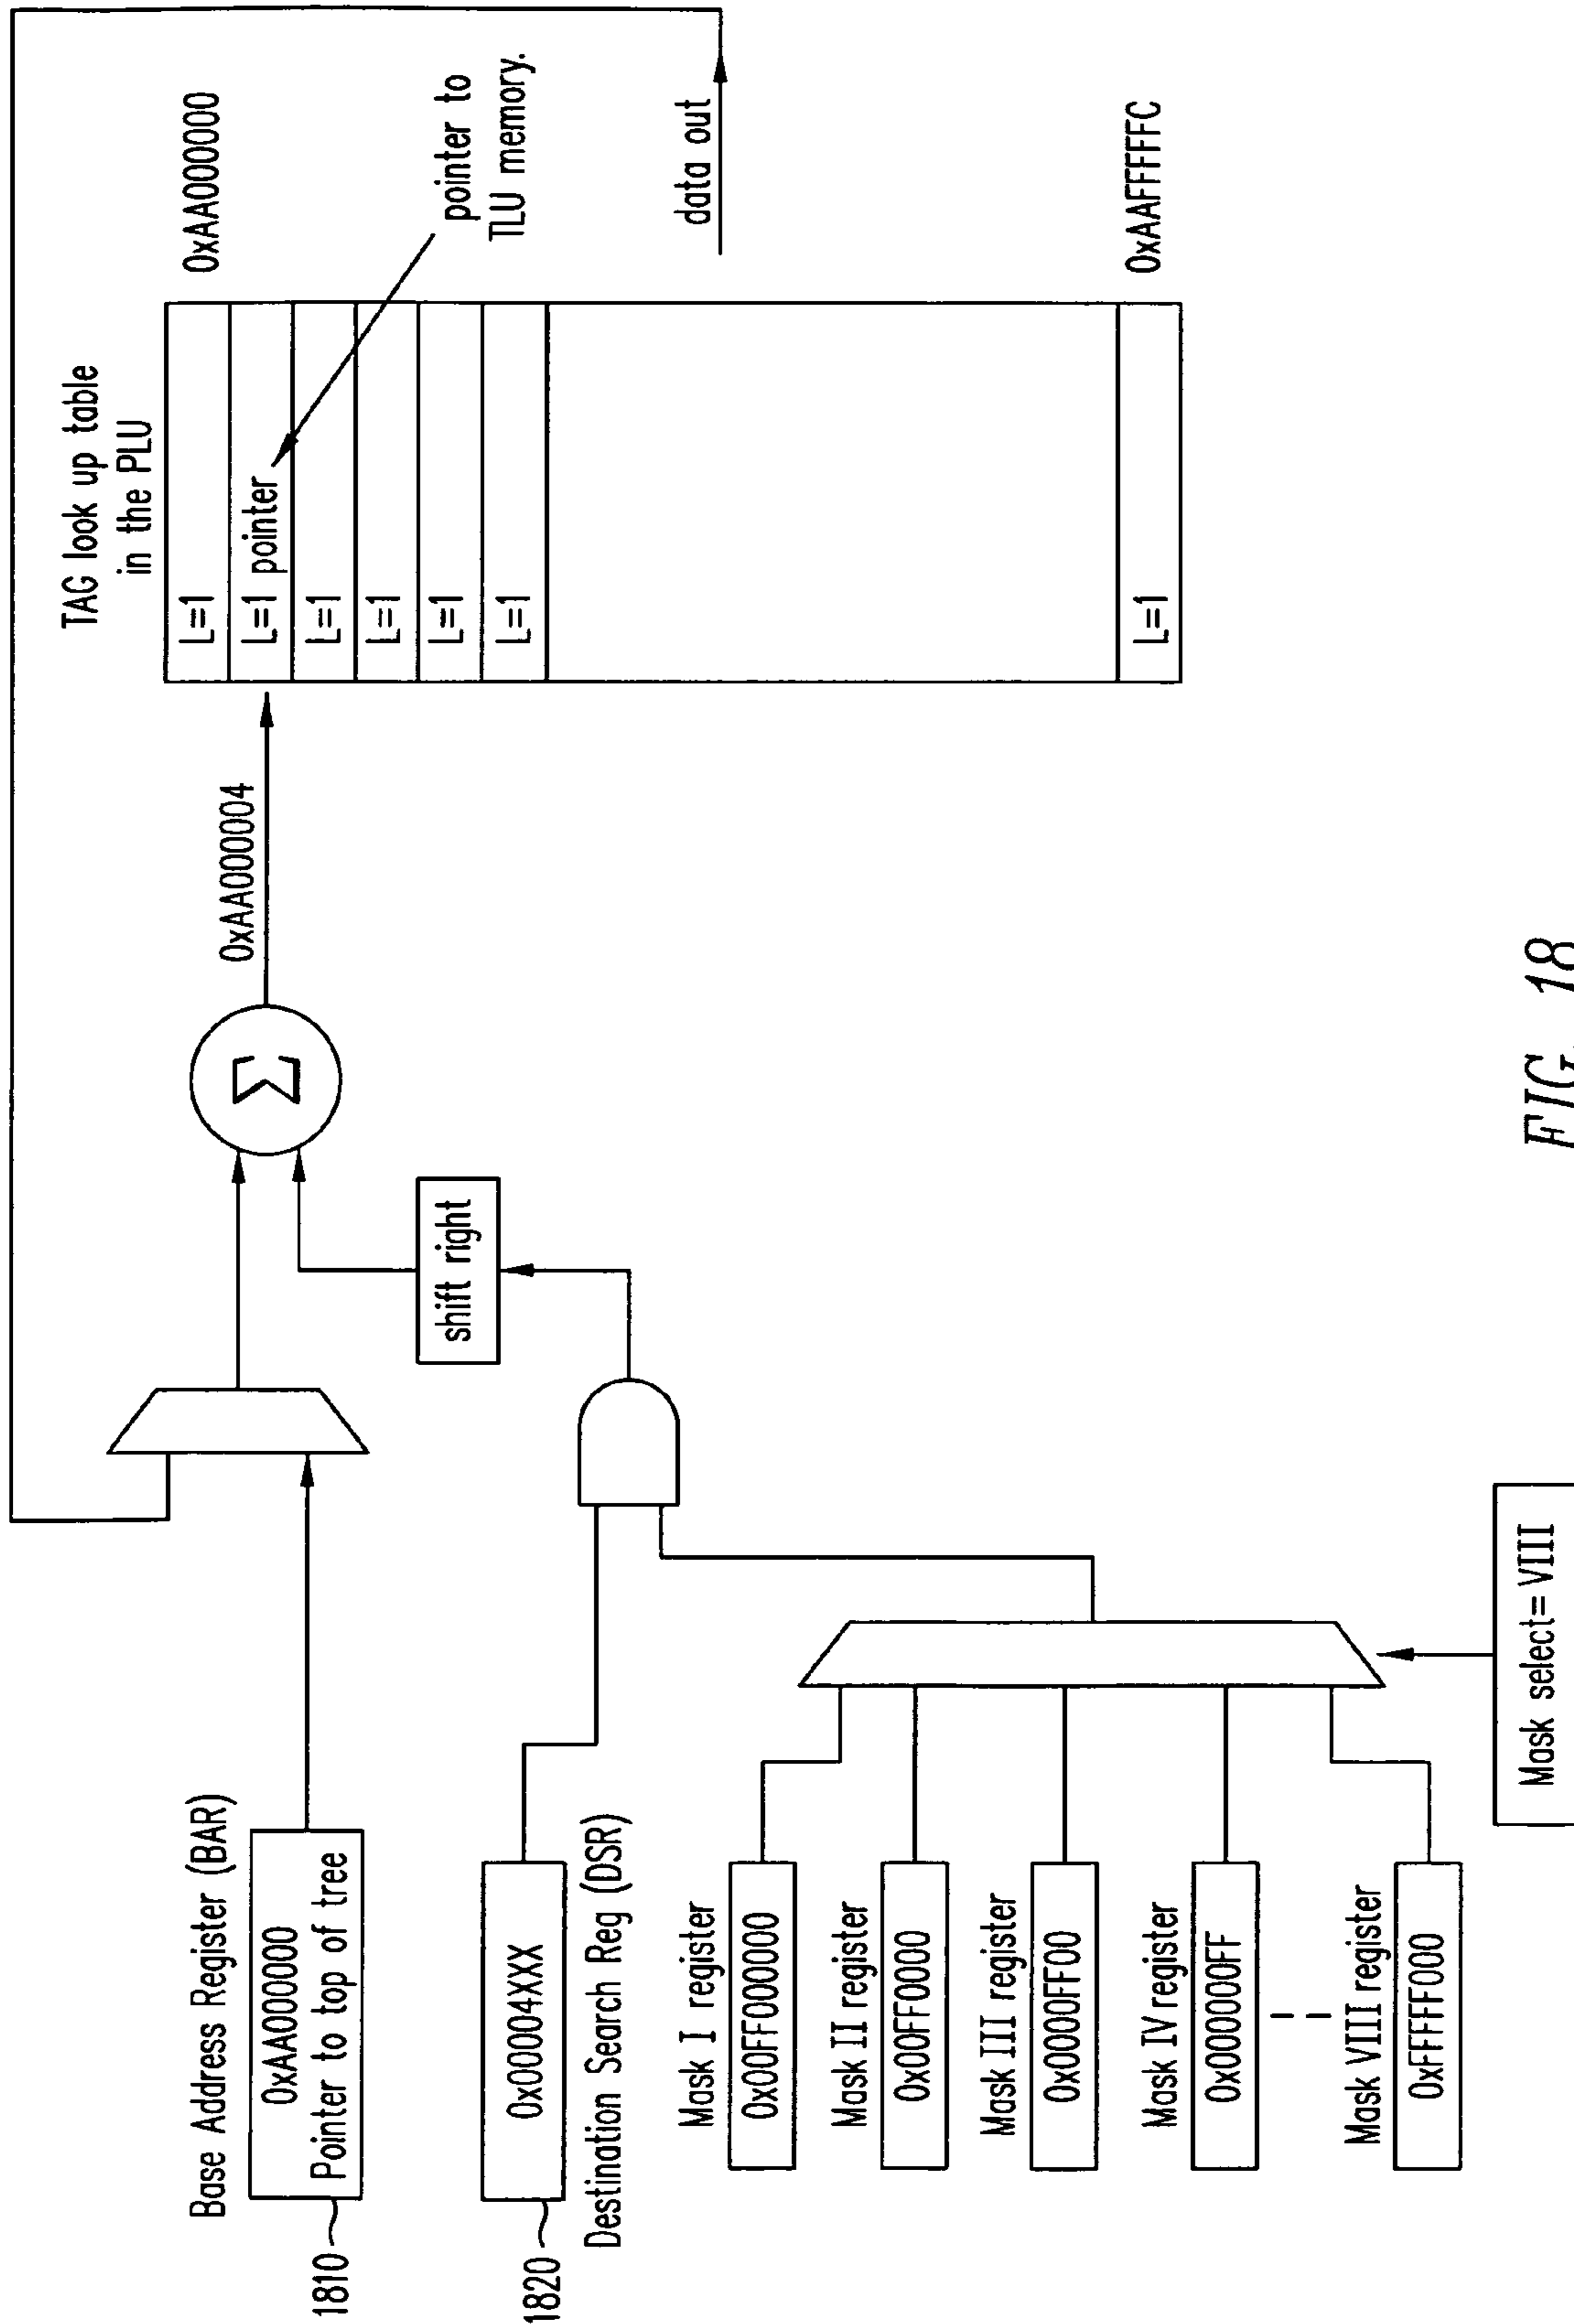 Base Address Register (BAR)
0xAA000000
Pointer to top of tree
1810
0x00004XXX
1820
Destination Search Reg (DSR)
Mask I register
0x00FF000000
Mask II register
0x00FF0000
Mask III register
0x0000FF00
Mask IV register
0x000000FF
Mask VIII register
0xFFFFF000
Mask select= VIII
shift right
Σ
0xAA000004
TAG look up table
in the PLU
L=1
L=1 pointer
L=1
L=1
L=1
L=1
L=1
0xAA000000
pointer to
TLU memory.
data out
0xAAFFFFFC
FIG. 18